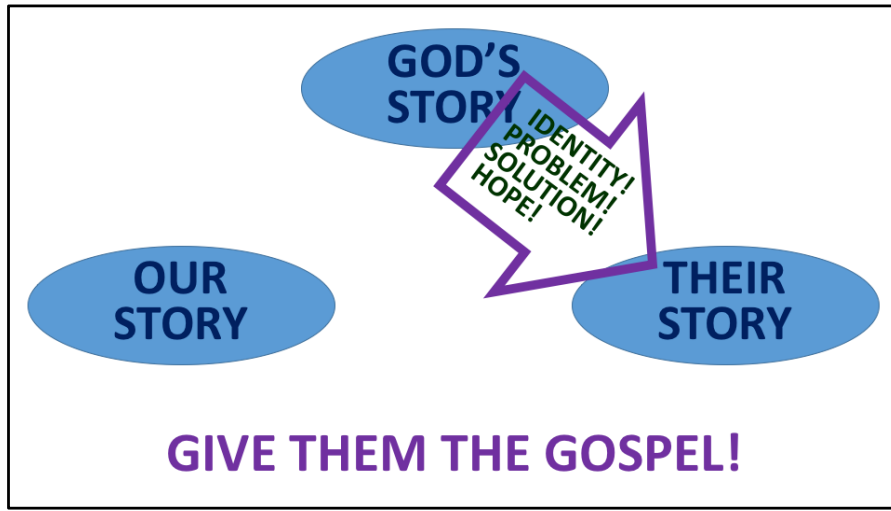 GOD'S
STORY
IDENTITY!
PROBLEM!
SOLUTION!
HOPE!
OUR
STORY
THEIR
STORY
GIVE THEM THE GOSPEL!